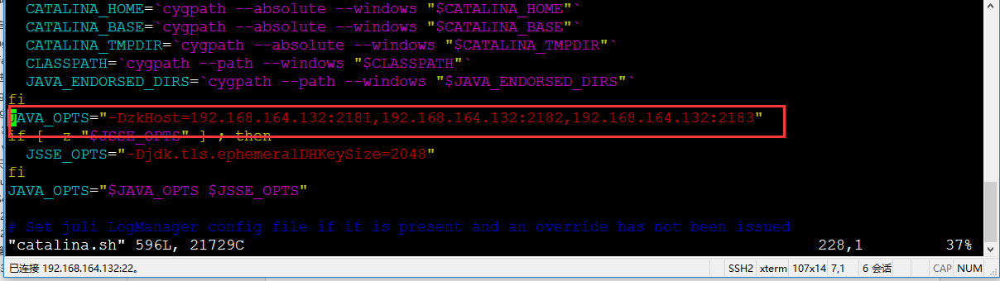 CATALINA_HOME=`cygpath --absolute --windows "$CATALINA_HOME"`
CATALINA_BASE=`cygpath --absolute --windows "$CATALINA_BASE"`
CATALINA_TMPDIR=`cygpath --absolute --windows "$CATALINA_TMPDIR"`
CLASSPATH=`cygpath --path --windows "$CLASSPATH"`
JAVA_ENDORSED_DIRS=`cygpath --path --windows "$JAVA_ENDORSED_DIRS"`
fi
JAVA_OPTS="-DzkHost=192.168.164.132:2181,192.168.164.132:2182,192.168.164.132:2183"
if [ -z "$JSSE_OPTS" ] ; then
JSSE_OPTS="-Djdk.tls.ephemeralDHKeySize=2048"
fi
JAVA_OPTS="$JAVA_OPTS $JSSE_OPTS"
# Set juli LogManager config file if it is present and an override has not been issued
"catalina.sh" 596L, 21729C 228,1 37%
已连接 192.168.164.132:22。 SSH2 xterm 107x14 7,1 6 会话 CAP NUM